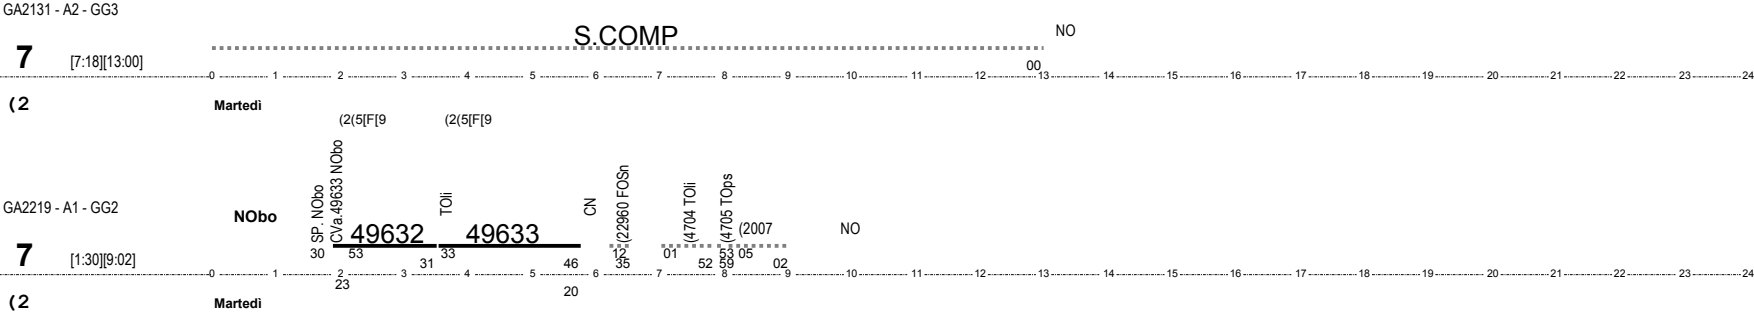 GA2131 - A2 - GG3
S.COMP
NO
7
[7:18][13:00]
00
0 1 2 3 4 5 6 7 8 9 10 11 12 13 14 15 16 17 18 19 20 21 22 23 24
(2
Martedì
(2(5[F[9
(2(5[F[9
GA2219 - A1 - GG2
NObo
SP. NObo
CVa.49633 NObo
49632
TOli
49633
CN
(22960 FOSn
(4704 TOli
(4705 TOps
(2007
NO
7
[1:30][9:02]
30 53 33 12 01 53 05
31 46 35 52 59 02
0 1 2 3 4 5 6 7 8 9 10 11 12 13 14 15 16 17 18 19 20 21 22 23 24
23 20
(2
Martedì